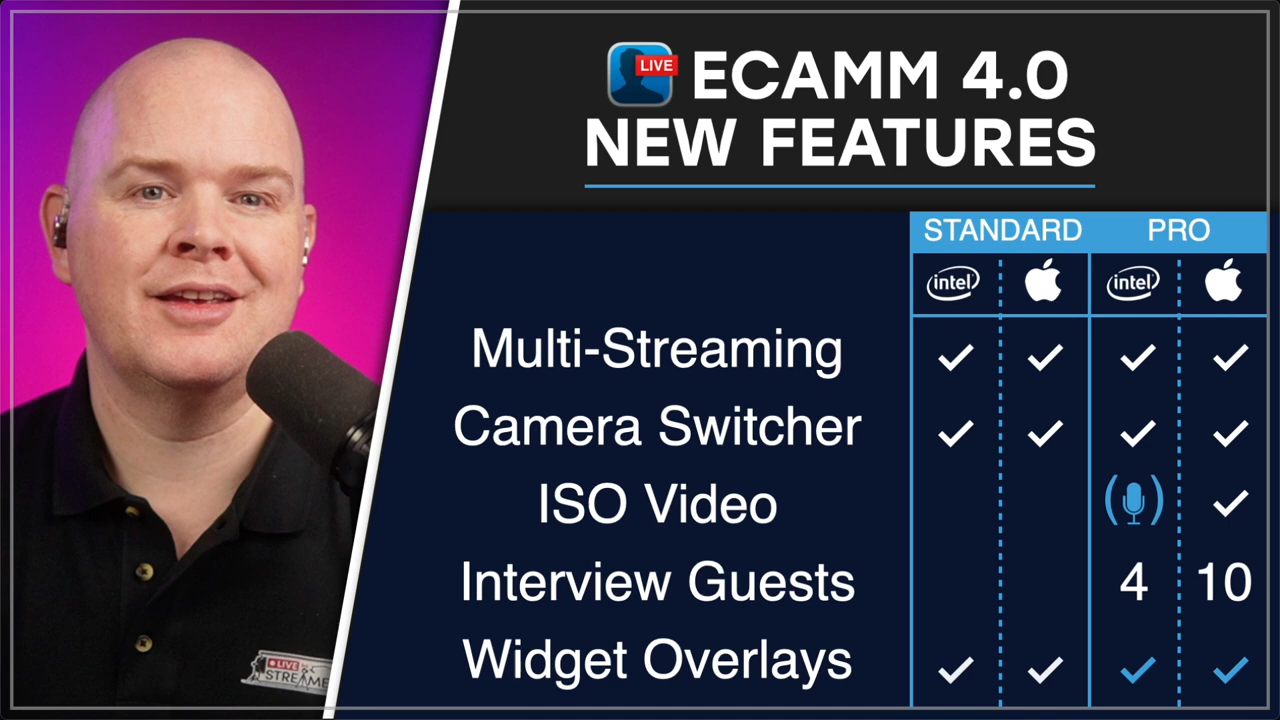 LIVE
ECAMM 4.0
NEW FEATURES
STANDARD PRO
intel intel
Multi-Streaming
Camera Switcher
ISO Video
Interview Guests 4 10
Widget Overlays
LIVE
STREAME